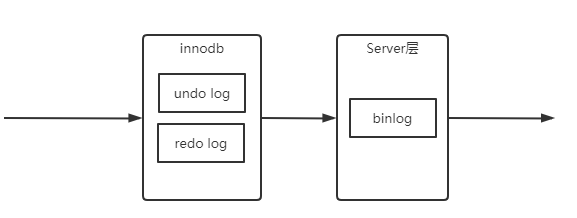 innodb
undo log
redo log
Server层
binlog